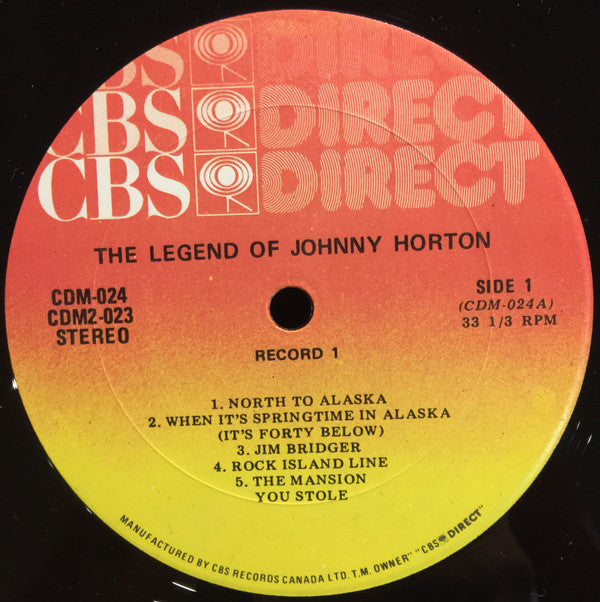 CBS DIRECT
CBS DIRECT
CBS DIRECT
THE LEGEND OF JOHNNY HORTON
CDM-024
CDM2-023
STEREO
SIDE 1
(CDM-024A)
33 1/3 RPM
RECORD 1
1. NORTH TO ALASKA
2. WHEN IT'S SPRINGTIME IN ALASKA
(IT'S FORTY BELOW)
3. JIM BRIDGER
4. ROCK ISLAND LINE
5. THE MANSION
YOU STOLE
MANUFACTURED BY CBS RECORDS CANADA LTD. T.M. OWNER" "CBS DIRECT"